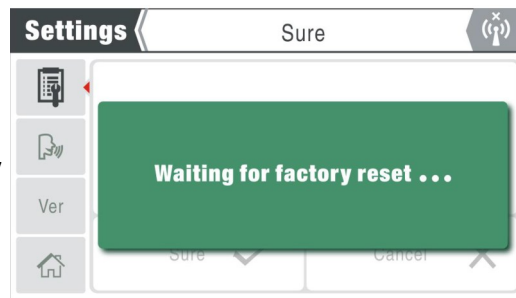 Settings
Sure
Waiting for factory reset ...
Ver
Sure
Cancel